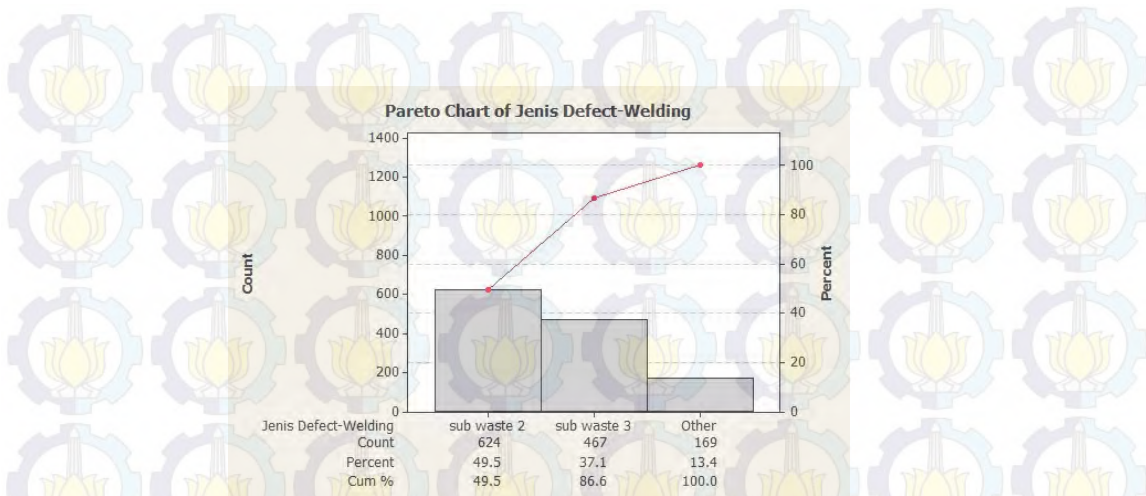 Pareto Chart of Jenis Defect-Welding
1400
1200
1000
800
600
400
200
0
Count
100
80
60
40
20
0
Percent
Jenis Defect-Welding sub waste 2 sub waste 3 Other
Count 624 467 169
Percent 49.5 37.1 13.4
Cum % 49.5 86.6 100.0